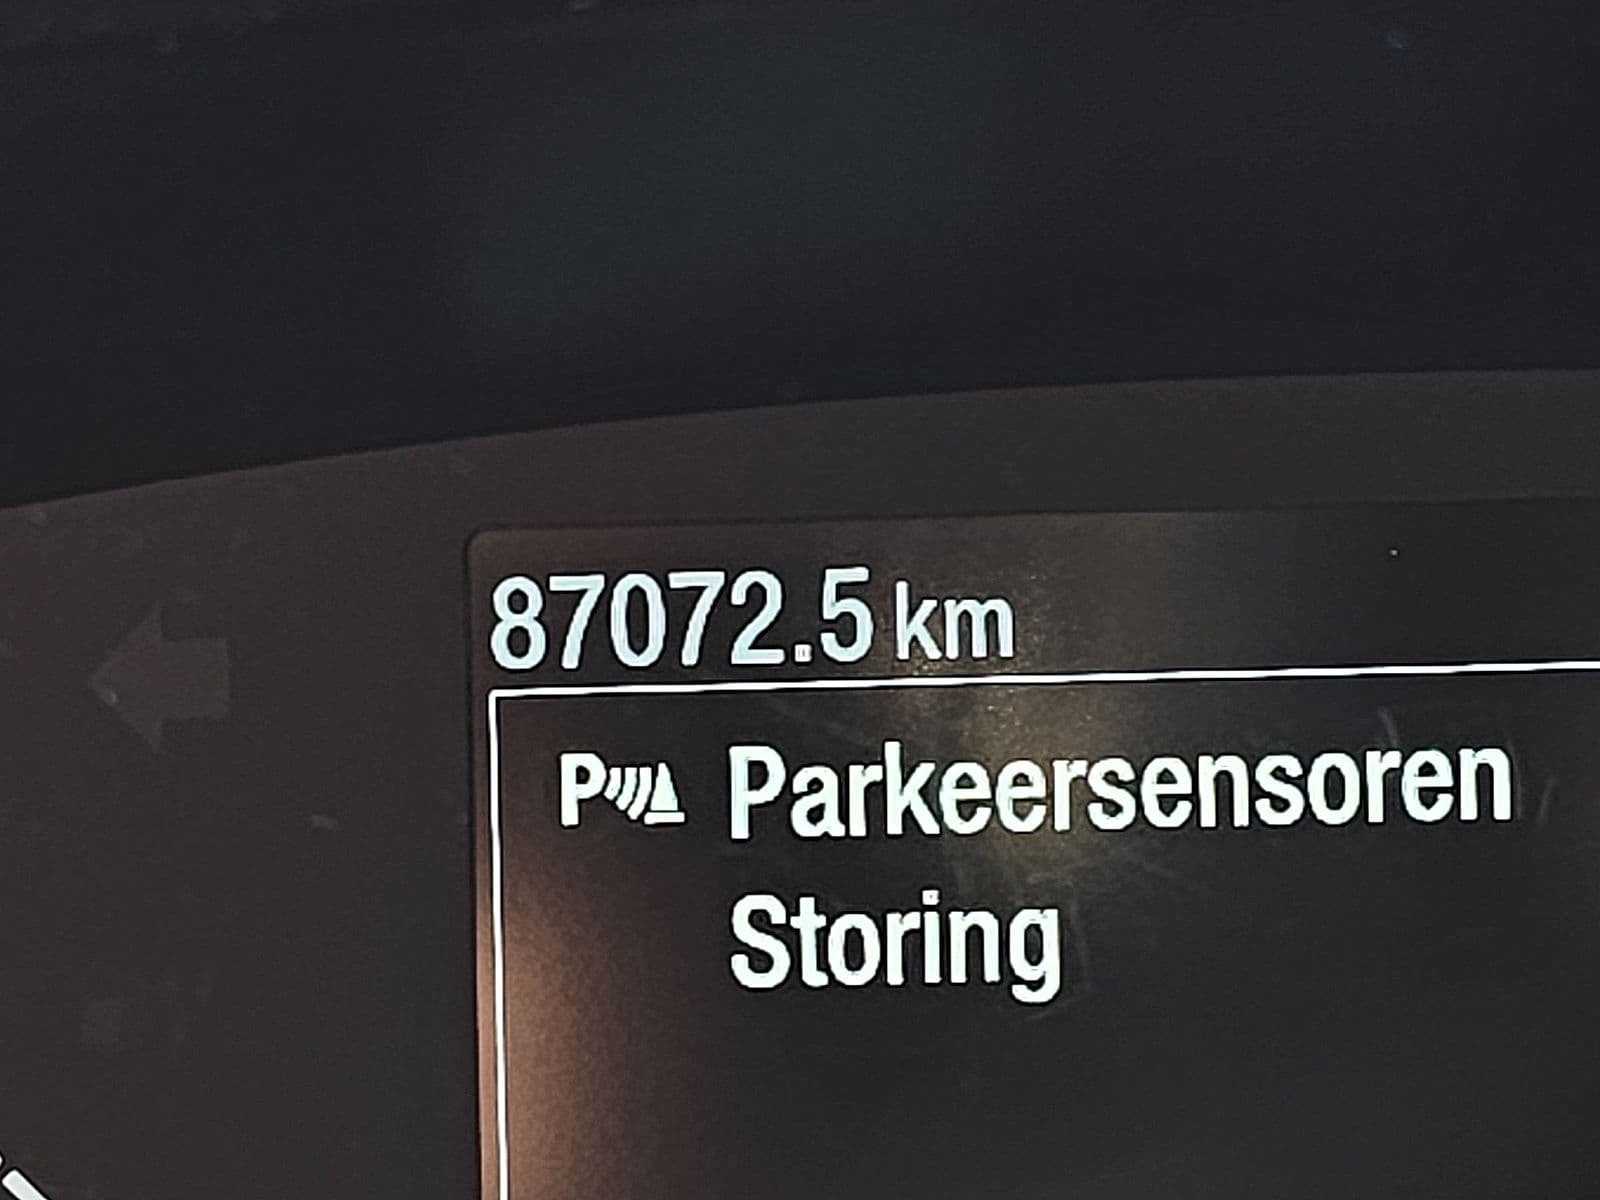 87072.5 km
P Parkeersensoren
Storing